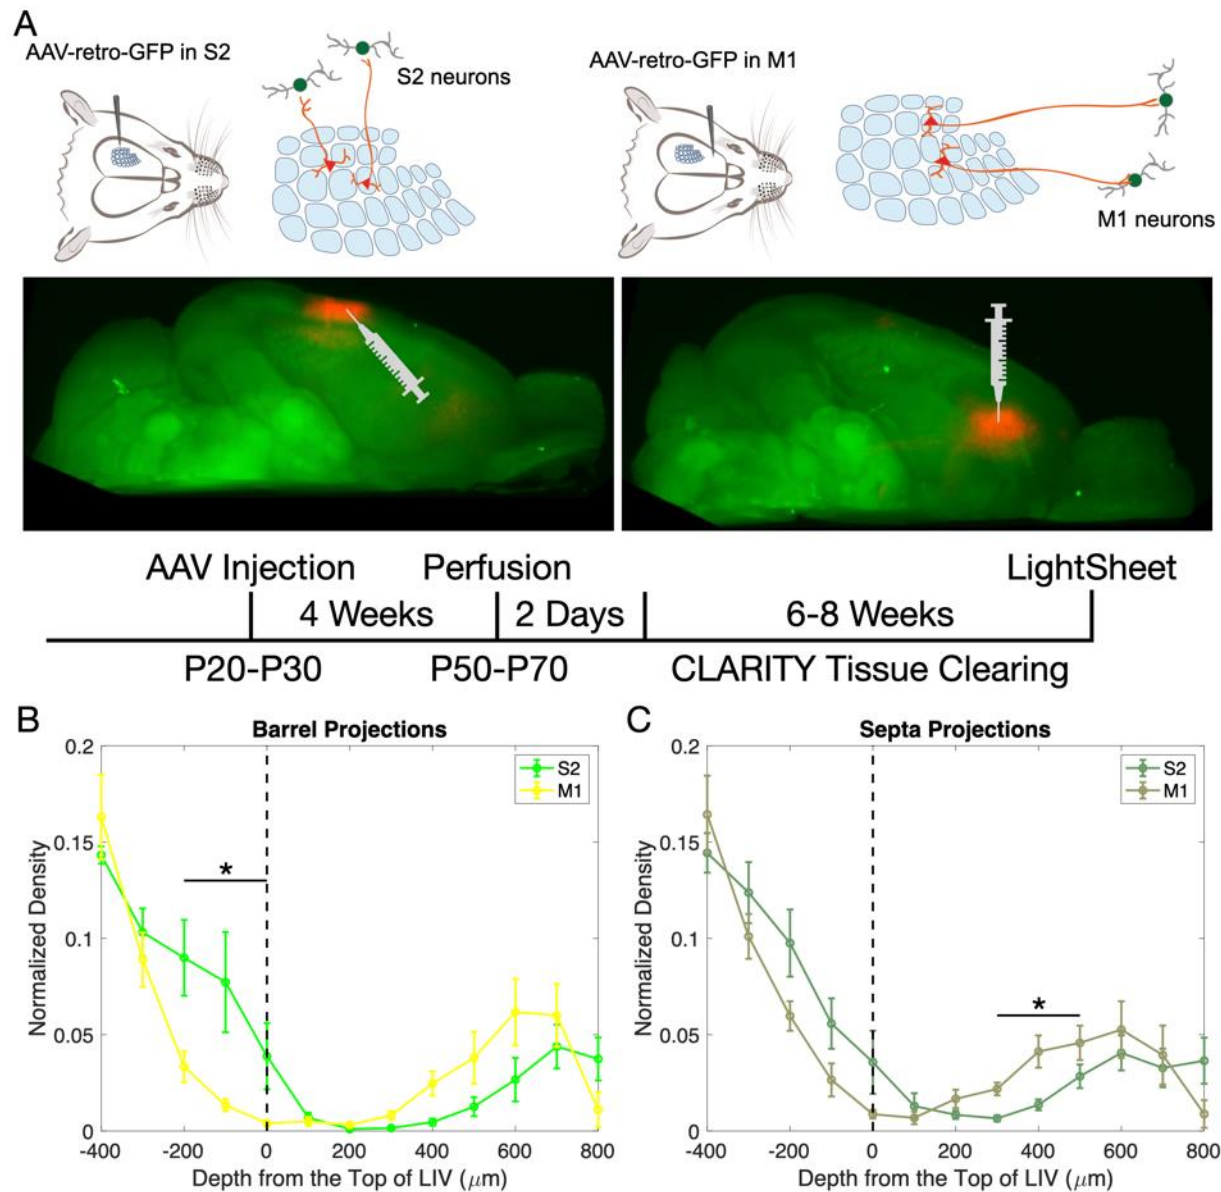 A
AAV-retro-GFP in S2
S2 neurons
AAV-retro-GFP in M1
M1 neurons
AAV Injection
Perfusion
LightSheet
4 Weeks
2 Days
6-8 Weeks
P20-P30
P50-P70
CLARITY Tissue Clearing
B
Barrel Projections
0.2
0.15
0.1
0.05
0
Normalized Density
S2
M1
*
-400 -200 0 200 400 600 800
Depth from the Top of LIV (μm)
C
Septa Projections
0.2
0.15
0.1
0.05
0
Normalized Density
S2
M1
*
-400 -200 0 200 400 600 800
Depth from the Top of LIV (μm)